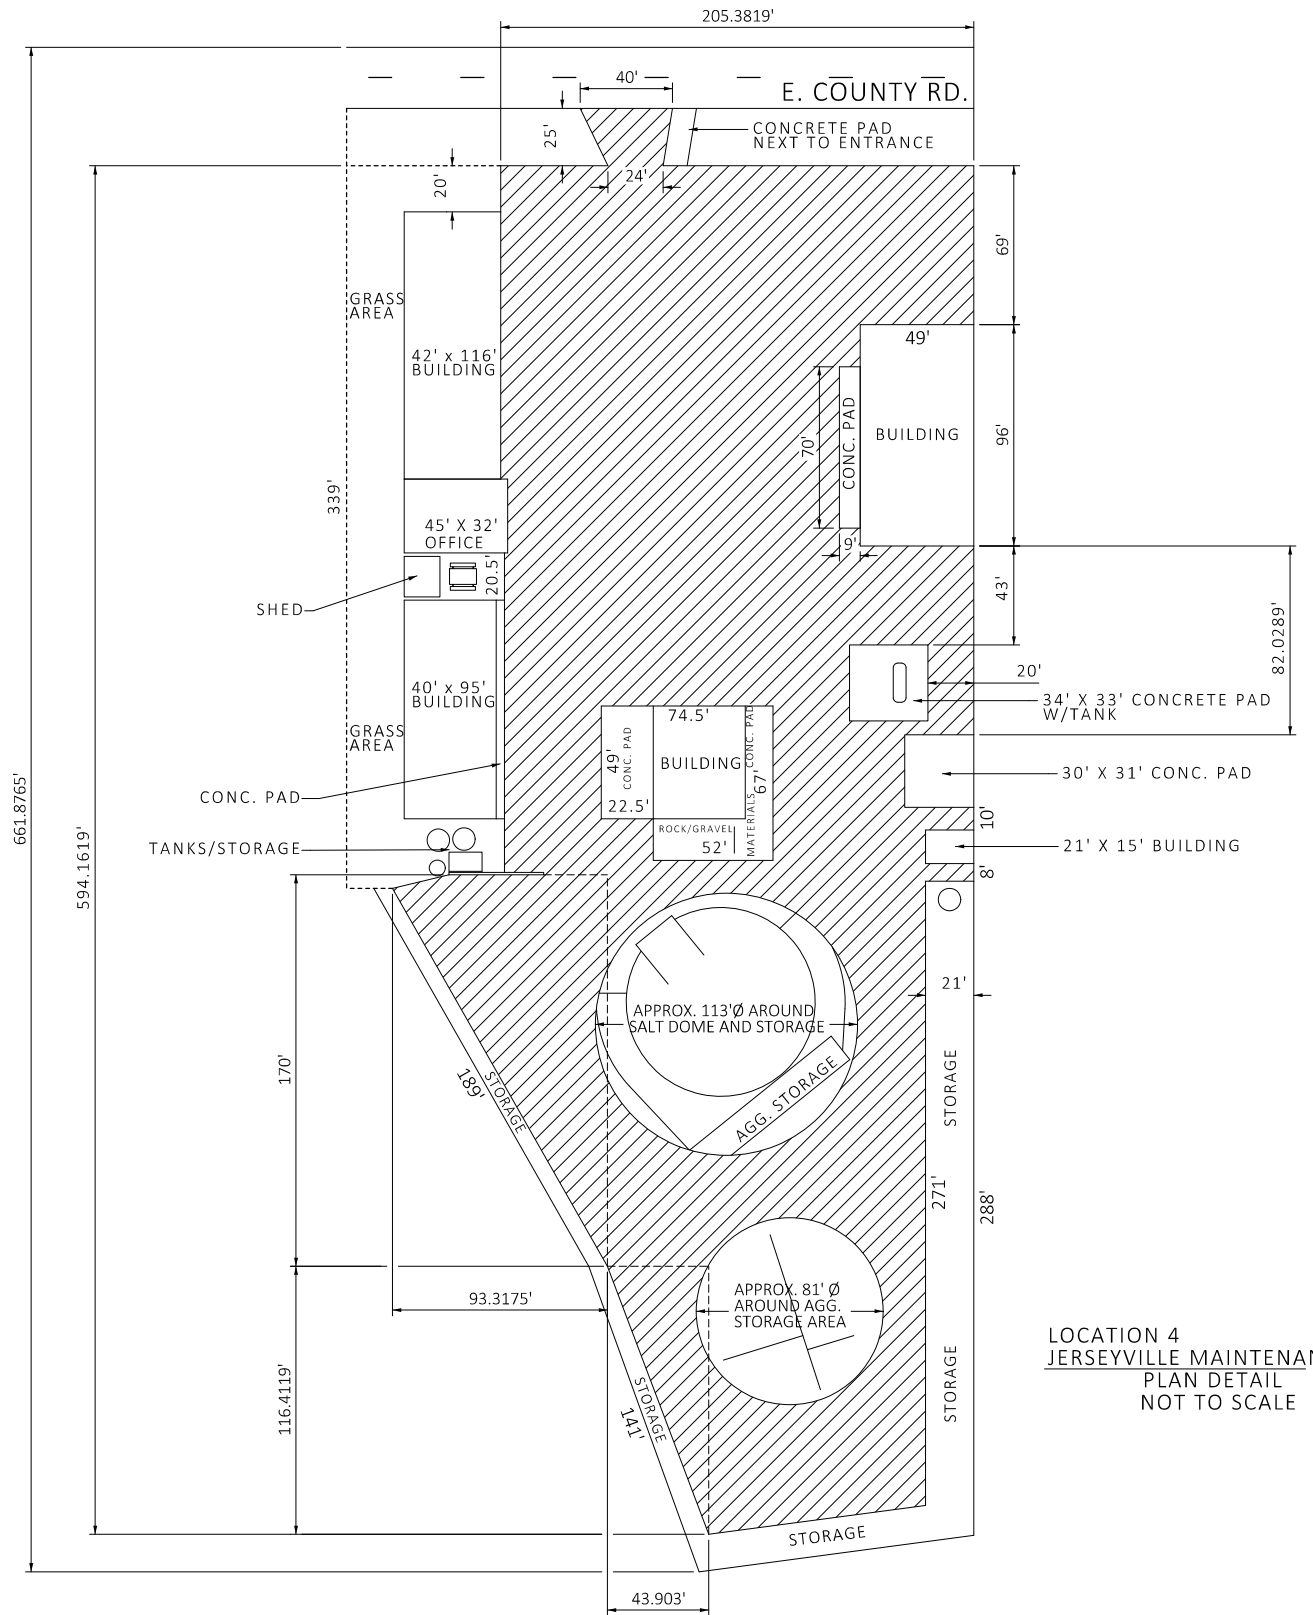 205.3819'
40'
E. COUNTY RD.
25'
CONCRETE PAD
NEXT TO ENTRANCE
20'
24'
69'
GRASS
AREA
42' x 116'
BUILDING
49'
CONC. PAD
70'
BUILDING
96'
339'
45' X 32'
OFFICE
9'
20.5'
43'
SHED
82.0289'
20'
34' X 33' CONCRETE PAD
W/TANK
40' x 95'
BUILDING
GRASS
AREA
74.5'
49'
CONC. PAD
BUILDING
CONC. PAD
67'
MATERIALS
22.5'
ROCK/GRAVEL
52'
30' X 31' CONC. PAD
CONC. PAD
10'
TANKS/STORAGE
21' X 15' BUILDING
8'
661.8765'
594.1619'
21'
APPROX. 113'Ø AROUND
SALT DOME AND STORAGE
170'
189'
STORAGE
AGG. STORAGE
STORAGE
271'
288'
93.3175'
APPROX. 81' Ø
AROUND AGG.
STORAGE AREA
116.4119'
STORAGE
141'
STORAGE
STORAGE
43.903'
LOCATION 4
JERSEYVILLE MAINTENAN
PLAN DETAIL
NOT TO SCALE